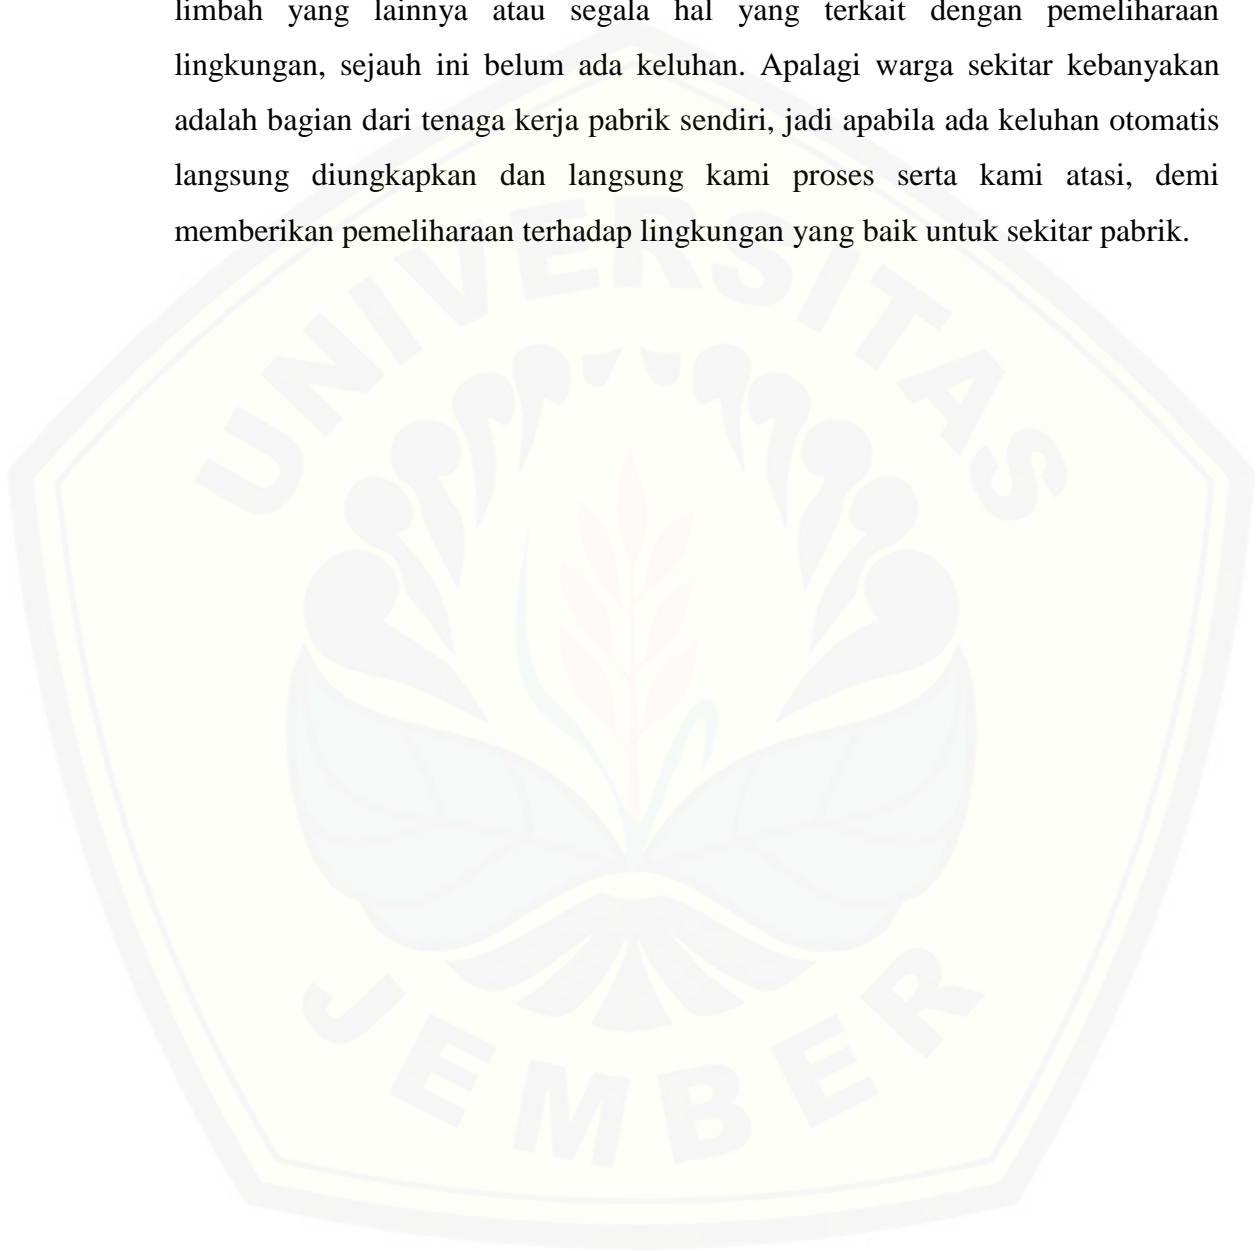 limbah yang lainnya atau segala hal yang terkait dengan pemeliharaan
lingkungan, sejauh ini belum ada keluhan. Apalagi warga sekitar kebanyakan
adalah bagian dari tenaga kerja pabrik sendiri, jadi apabila ada keluhan otomatis
langsung diungkapkan dan langsung kami proses serta kami atasi, demi
memberikan pemeliharaan terhadap lingkungan yang baik untuk sekitar pabrik.
UNIVERSITAS
JEMBER